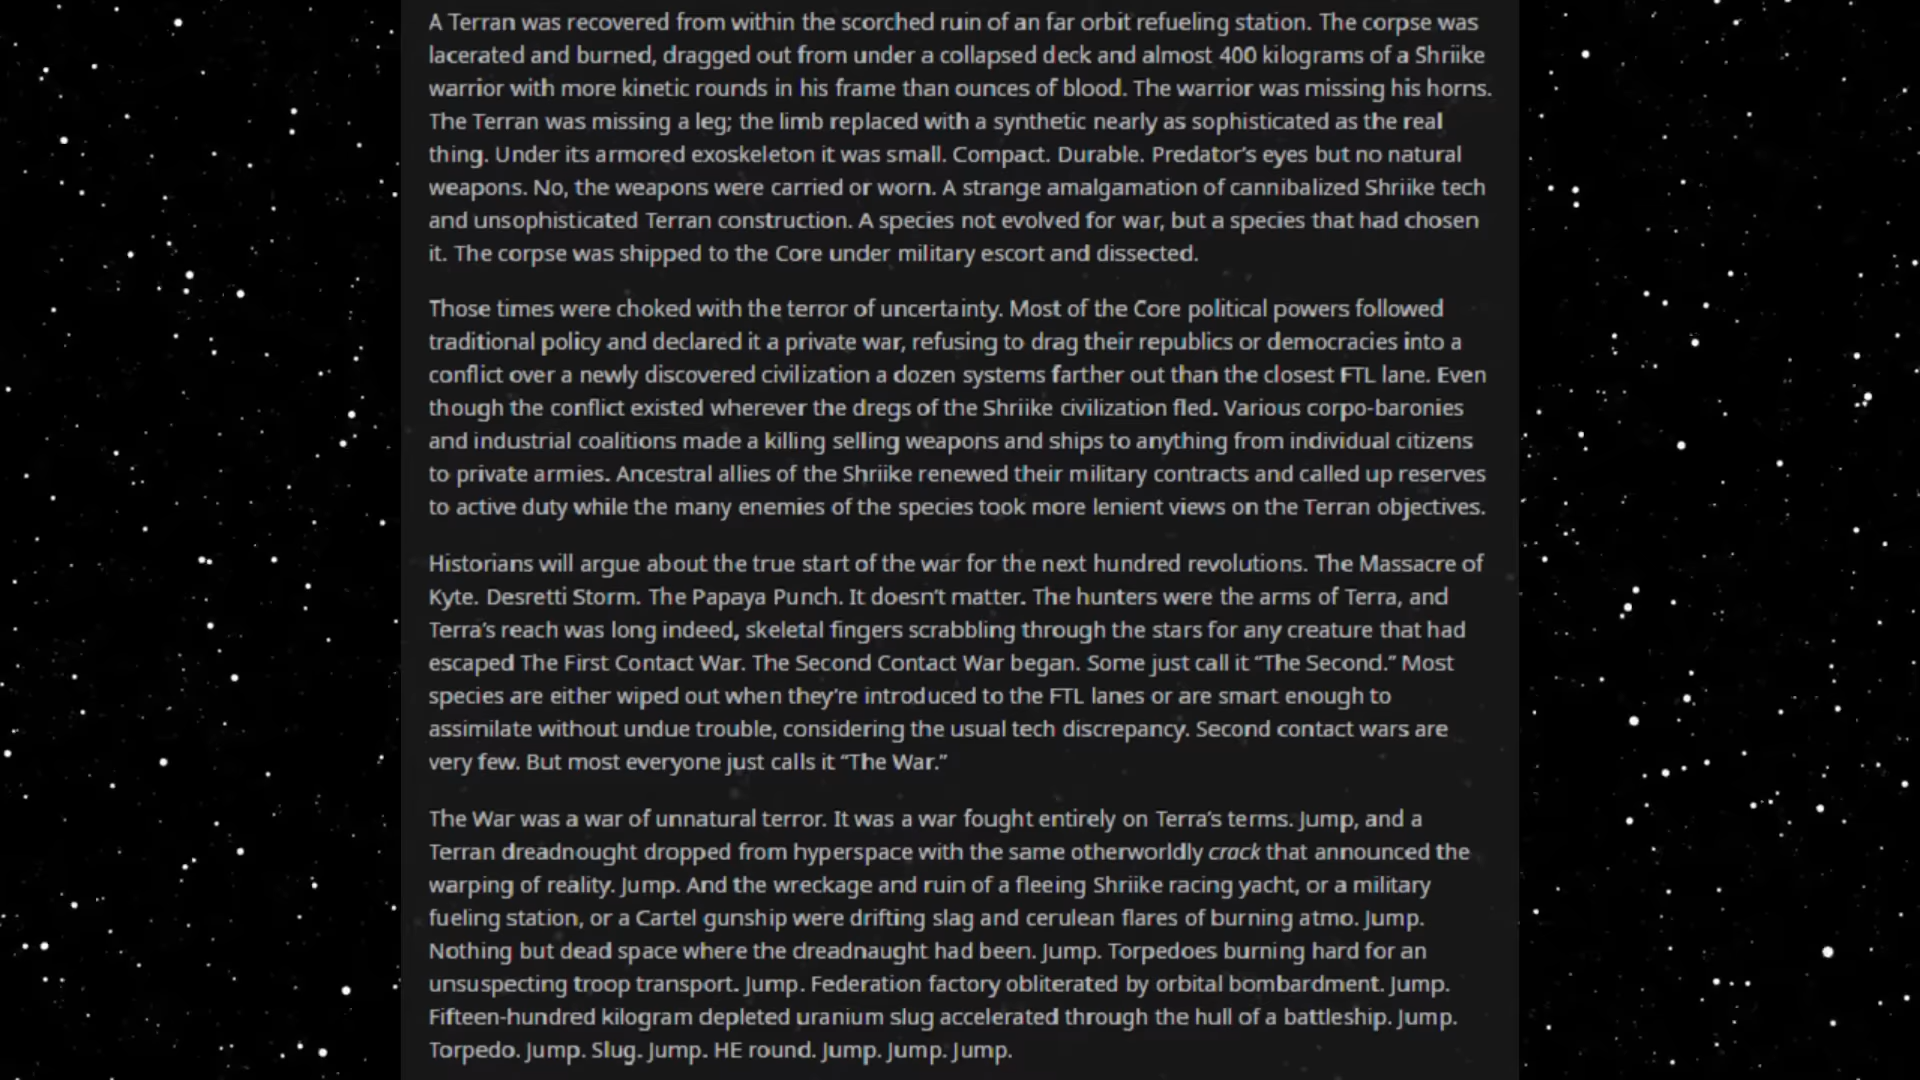 A Terran was recovered from within the scorched ruin of an far orbit refueling station. The corpse was
lacerated and burned, dragged out from under a collapsed deck and almost 400 kilograms of a Shriike
warrior with more kinetic rounds in his frame than ounces of blood. The warrior was missing his horns.
The Terran was missing a leg; the limb replaced with a synthetic nearly as sophisticated as the real
thing. Under its armored exoskeleton it was small. Compact. Durable. Predator’s eyes but no natural
weapons. No, the weapons were carried or worn. A strange amalgamation of cannibalized Shriike tech
and unsophisticated Terran construction. A species not evolved for war, but a species that had chosen
it. The corpse was shipped to the Core under military escort and dissected.
Those times were choked with the terror of uncertainty. Most of the Core political powers followed
traditional policy and declared it a private war, refusing to drag their republics or democracies into a
conflict over a newly discovered civilization a dozen systems farther out than the closest FTL lane. Even
though the conflict existed wherever the dregs of the Shriike civilization fled. Various corpo-baronies
and industrial coalitions made a killing selling weapons and ships to anything from individual citizens
to private armies. Ancestral allies of the Shriike renewed their military contracts and called up reserves
to active duty while the many enemies of the species took more lenient views on the Terran objectives.
Historians will argue about the true start of the war for the next hundred revolutions. The Massacre of
Kyte. Desretti Storm. The Papaya Punch. It doesn’t matter. The hunters were the arms of Terra, and
Terra’s reach was long indeed, skeletal fingers scrabbling through the stars for any creature that had
escaped The First Contact War. The Second Contact War began. Some just call it “The Second.” Most
species are either wiped out when they’re introduced to the FTL lanes or are smart enough to
assimilate without undue trouble, considering the usual tech discrepancy. Second contact wars are
very few. But most everyone just calls it “The War.”
The War was a war of unnatural terror. It was a war fought entirely on Terra’s terms. Jump, and a
Terran dreadnought dropped from hyperspace with the same otherworldly crack that announced the
warping of reality. Jump. And the wreckage and ruin of a fleeing Shriike racing yacht, or a military
fueling station, or a Cartel gunship were drifting slag and cerulean flares of burning atmo. Jump.
Nothing but dead space where the dreadnaught had been. Jump. Torpedoes burning hard for an
unsuspecting troop transport. Jump. Federation factory obliterated by orbital bombardment. Jump.
Fifteen-hundred kilogram depleted uranium slug accelerated through the hull of a battleship. Jump.
Torpedo. Jump. Slug. Jump. HE round. Jump. Jump. Jump.